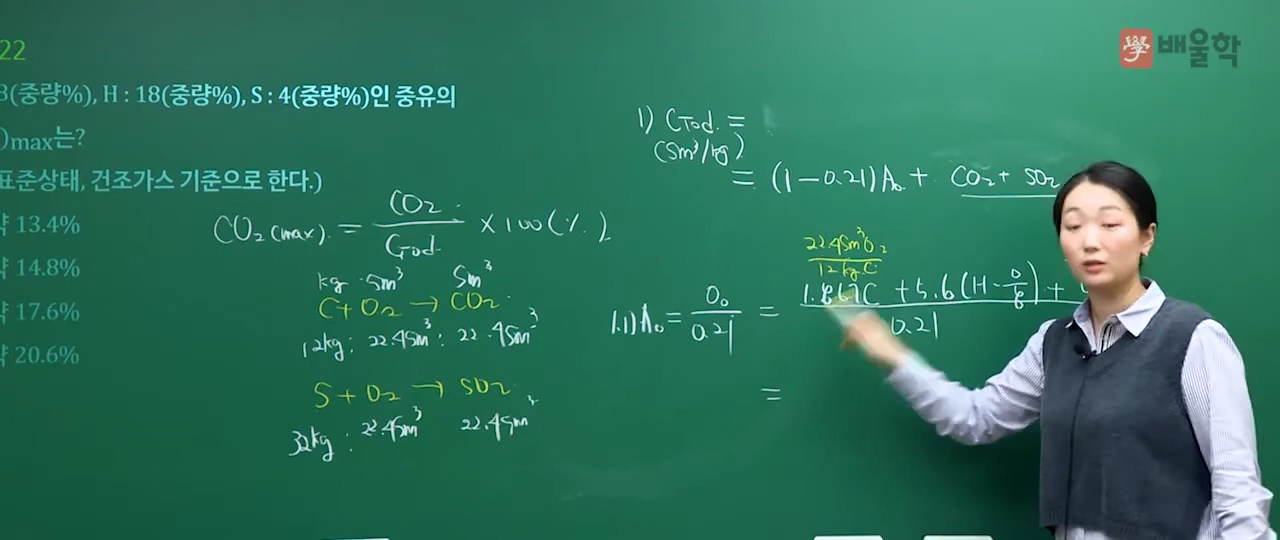 22
8(중량%), H : 18(중량%), S : 4(중량%)인 중유의
)max는?
표준상태, 건조가스 기준으로 한다.)
약 13.4%
약 14.8%
약 17.6%
약 20.6%
CO₂(max). = CO₂ / God. × 100 (%)
kg Sm³ Sm³
C + O₂ → CO₂
12kg : 22.4Sm³ : 22.4Sm³
S + O₂ → SO₂
32kg : 22.4Sm³ 22.4Sm³
1) God. =
(Sm³/kg)
= (1-0.21)A₀ + CO₂ + SO₂
22.4Sm³O₂ / 12kg.C
1.1) A₀ = O₀ / 0.21 = 1.867C + 5.6(H - O/8) + / 0.21
=
學 배울학